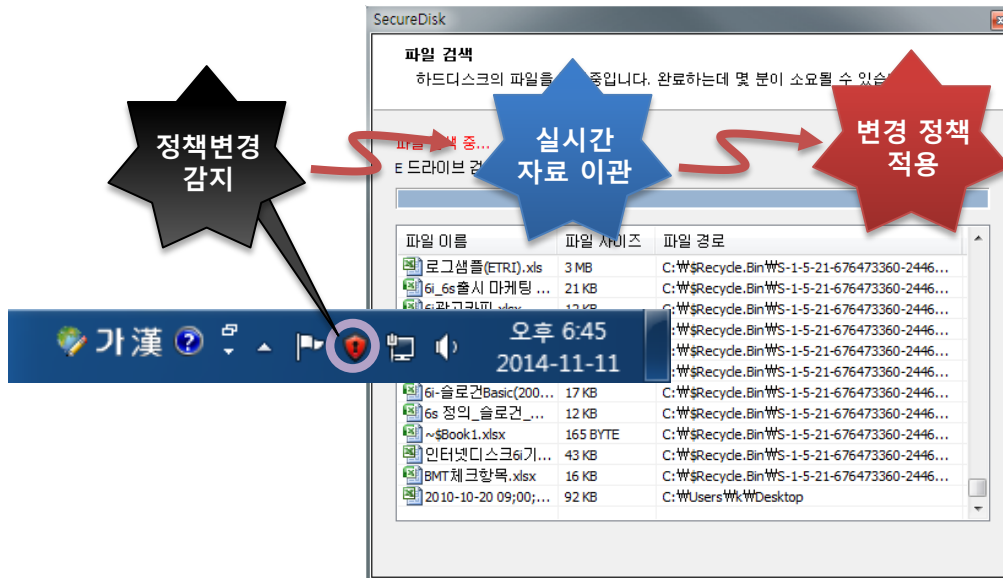 SecureDisk
파일 검색
하드디스크의 파일을 중입니다. 완료하는데 몇 분이 소요될 수 있습
정책변경
감지
실시간
자료 이관
변경 정책
적용
중...
E 드라이브
파일 이름 파일 사이즈 파일 경로
로그샘플(ETRI).xls 3 MB C:₩$Recycle.Bin₩S-1-5-21-676473360-2446...
6i_6s출시 마케팅 ... 21 KB C:₩$Recycle.Bin₩S-1-5-21-676473360-2446...
6i광고카피.xlsx 12 KB C:₩$Recycle.Bin₩S-1-5-21-676473360-2446...
₩$Recycle.Bin₩S-1-5-21-676473360-2446...
₩$Recycle.Bin₩S-1-5-21-676473360-2446...
₩$Recycle.Bin₩S-1-5-21-676473360-2446...
가 漢
오후 6:45
2014-11-11
6i-슬로건Basic(200... 17 KB C:₩$Recycle.Bin₩S-1-5-21-676473360-2446...
6s 정의_슬로건_... 12 KB C:₩$Recycle.Bin₩S-1-5-21-676473360-2446...
~$Book1.xlsx 165 BYTE C:₩$Recycle.Bin₩S-1-5-21-676473360-2446...
인터넷디스크6i기... 43 KB C:₩$Recycle.Bin₩S-1-5-21-676473360-2446...
BMT체크항목.xlsx 16 KB C:₩$Recycle.Bin₩S-1-5-21-676473360-2446...
2010-10-20 09;00;... 92 KB C:₩Users₩k₩Desktop